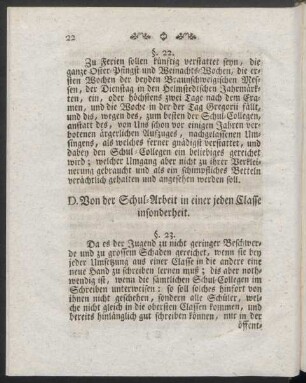 22
§. 22.
Zu Ferien sollen künftig verstattet seyn, die
ganze Oster-Pfingst und Weinachts-Wochen, die er-
sten Wochen der beyden Braunschweigischen Mes-
sen, der Dienstag in den Helmstedtschen Jahrmärk-
ten, ein, oder höchstens zwei Tage nach dem Exa-
men, und die Woche in der der Tag Gregorii fällt,
und bis, wegen des, zum besten der Schul-Collegen,
anstatt des, von Uns schon vor einigen Jahren ver-
botenen ärgerlichen Aufzuges, nachgelassenen Um-
singens, als welches ferner gnädigst verstattet, und
dabey den Schul-Collegen ein beliebiges gereichet
wird; welcher Umgang aber nicht zu ihrer Verklei-
nerung gebraucht und als ein schimpfliches Betteln
verächtlich gehalten und angesehen werden soll.
D. Von der Schul-Arbeit in einer jeden Classe
insonderheit.
§. 23.
Da es der Jugend zu nicht geringer Beschwer-
de und zu grossem Schaden gereichet, wenn sie bey
jeder Umsetzung aus einer Classe in die andere eine
neue Hand zu schreiben lernen muß; dis aber noth-
wendig ist, wenn die sämtlichen Schul-Collegen im
Schreiben unterweisen: so soll solches hinfort von
ihnen nicht geschehen, sondern alle Schüler, wel-
che nicht gleich in die obersten Classen kommen, und
bereits hinlänglich gut schreiben können, nur in der
öffent-